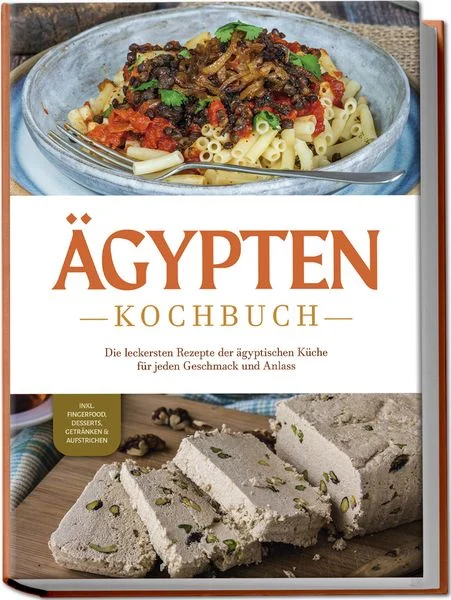 ÄGYPTEN
KOCHBUCH
Die leckersten Rezepte der ägyptischen Küche
für jeden Geschmack und Anlass
INKL.
FINGERFOOD,
DESSERTS,
GETRÄNKEN &
AUFSTRICHEN